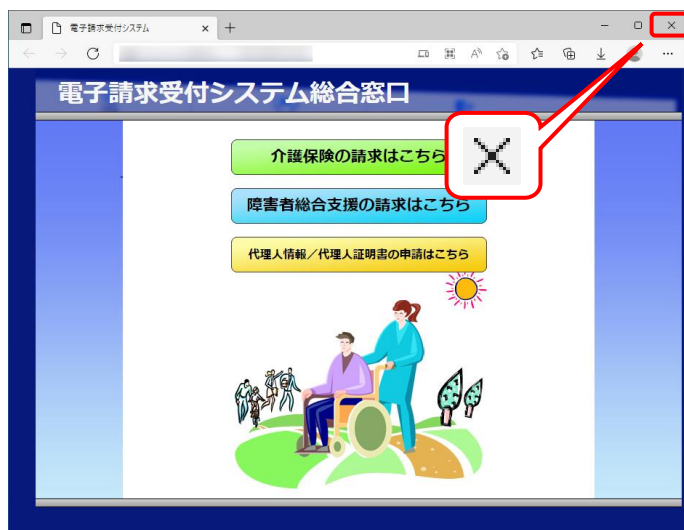 電子請求受付システム
電子請求受付システム総合窓口
介護保険の請求はこちら
障害者総合支援の請求はこちら
代理人情報／代理人証明書の申請はこちら